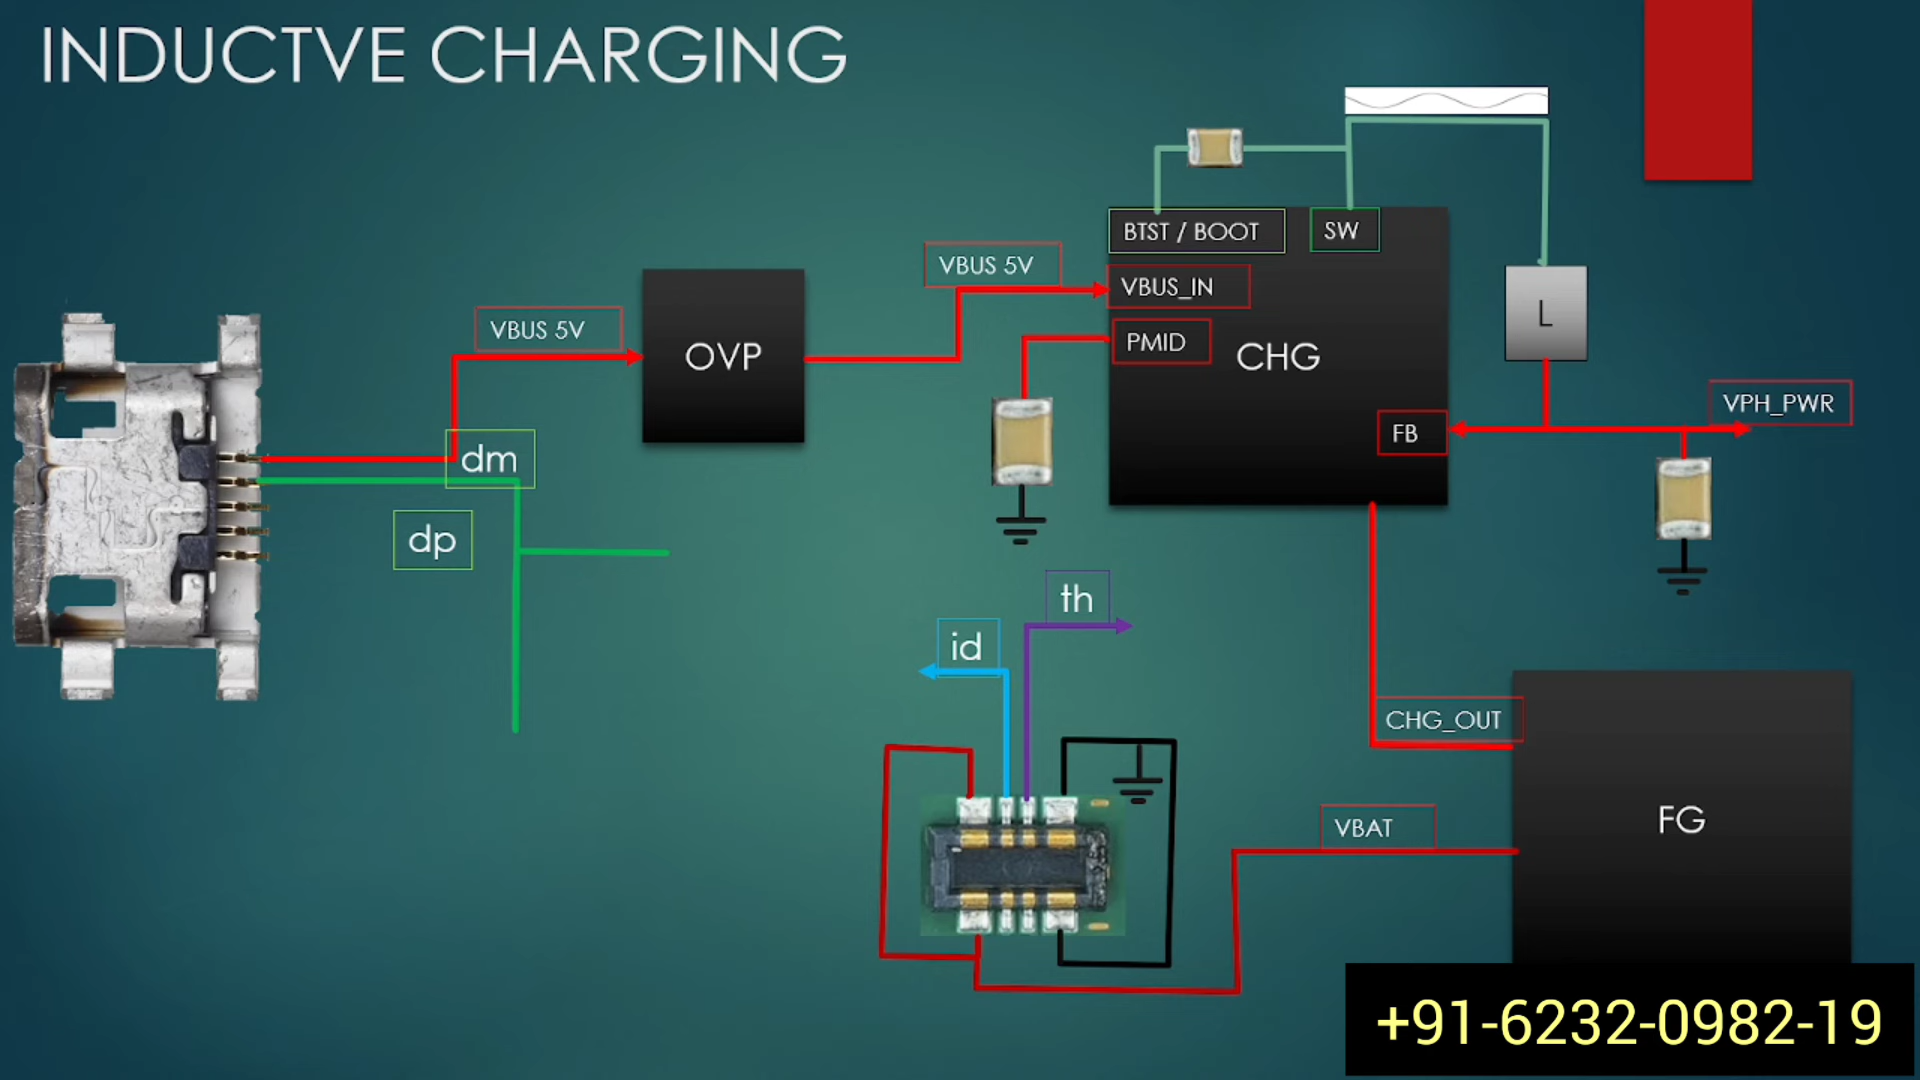 INDUCTVE CHARGING
BTST / BOOT
SW
VBUS 5V
VBUS_IN
VBUS 5V
PMID
OVP
CHG
L
VPH_PWR
FB
dm
dp
th
id
CHG_OUT
VBAT
FG
+91-6232-0982-19